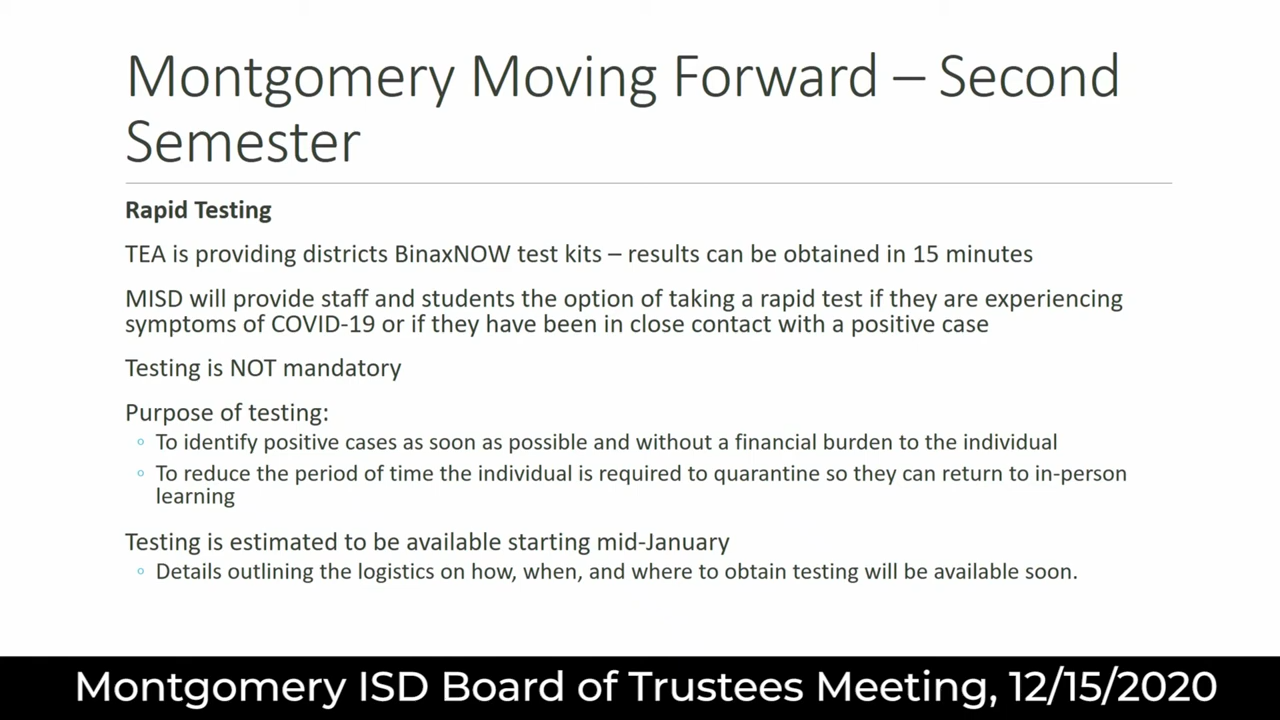 Montgomery Moving Forward – Second
Semester
Rapid Testing
TEA is providing districts BinaxNOW test kits – results can be obtained in 15 minutes
MISD will provide staff and students the option of taking a rapid test if they are experiencing
symptoms of COVID-19 or if they have been in close contact with a positive case
Testing is NOT mandatory
Purpose of testing:
◦ To identify positive cases as soon as possible and without a financial burden to the individual
◦ To reduce the period of time the individual is required to quarantine so they can return to in-person
learning
Testing is estimated to be available starting mid-January
◦ Details outlining the logistics on how, when, and where to obtain testing will be available soon.
Montgomery ISD Board of Trustees Meeting, 12/15/2020